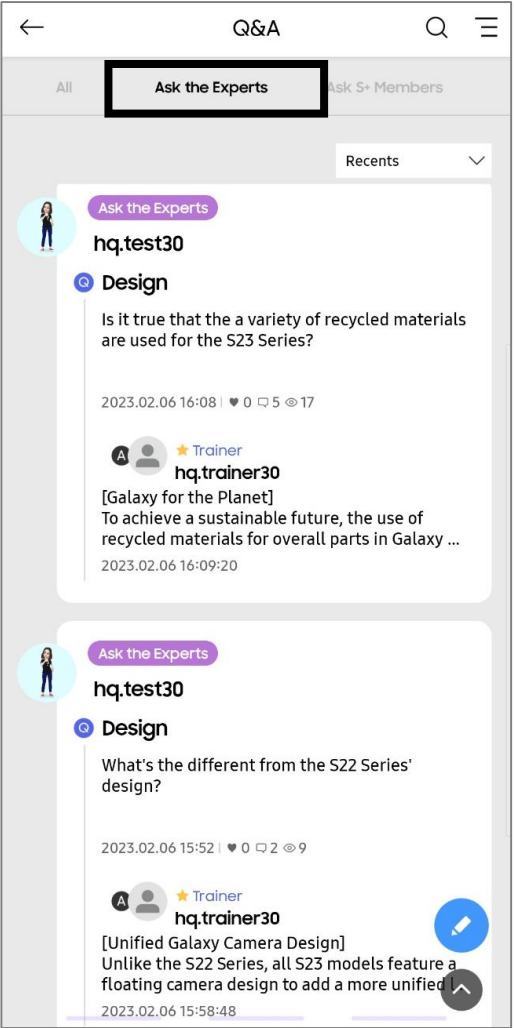 Q&A
All
Ask the Experts
Ask S+ Members
Recents
Ask the Experts
hq.test30
Q Design
Is it true that the a variety of recycled materials
are used for the S23 Series?
2023.02.06 16:08 | 0 5 17
A Trainer
hq.trainer30
[Galaxy for the Planet]
To achieve a sustainable future, the use of
recycled materials for overall parts in Galaxy ...
2023.02.06 16:09:20
Ask the Experts
hq.test30
Q Design
What's the different from the S22 Series'
design?
2023.02.06 15:52 | 0 2 9
A Trainer
hq.trainer30
[Unified Galaxy Camera Design]
Unlike the S22 Series, all S23 models feature a
floating camera design to add a more unified
2023.02.06 15:58:48